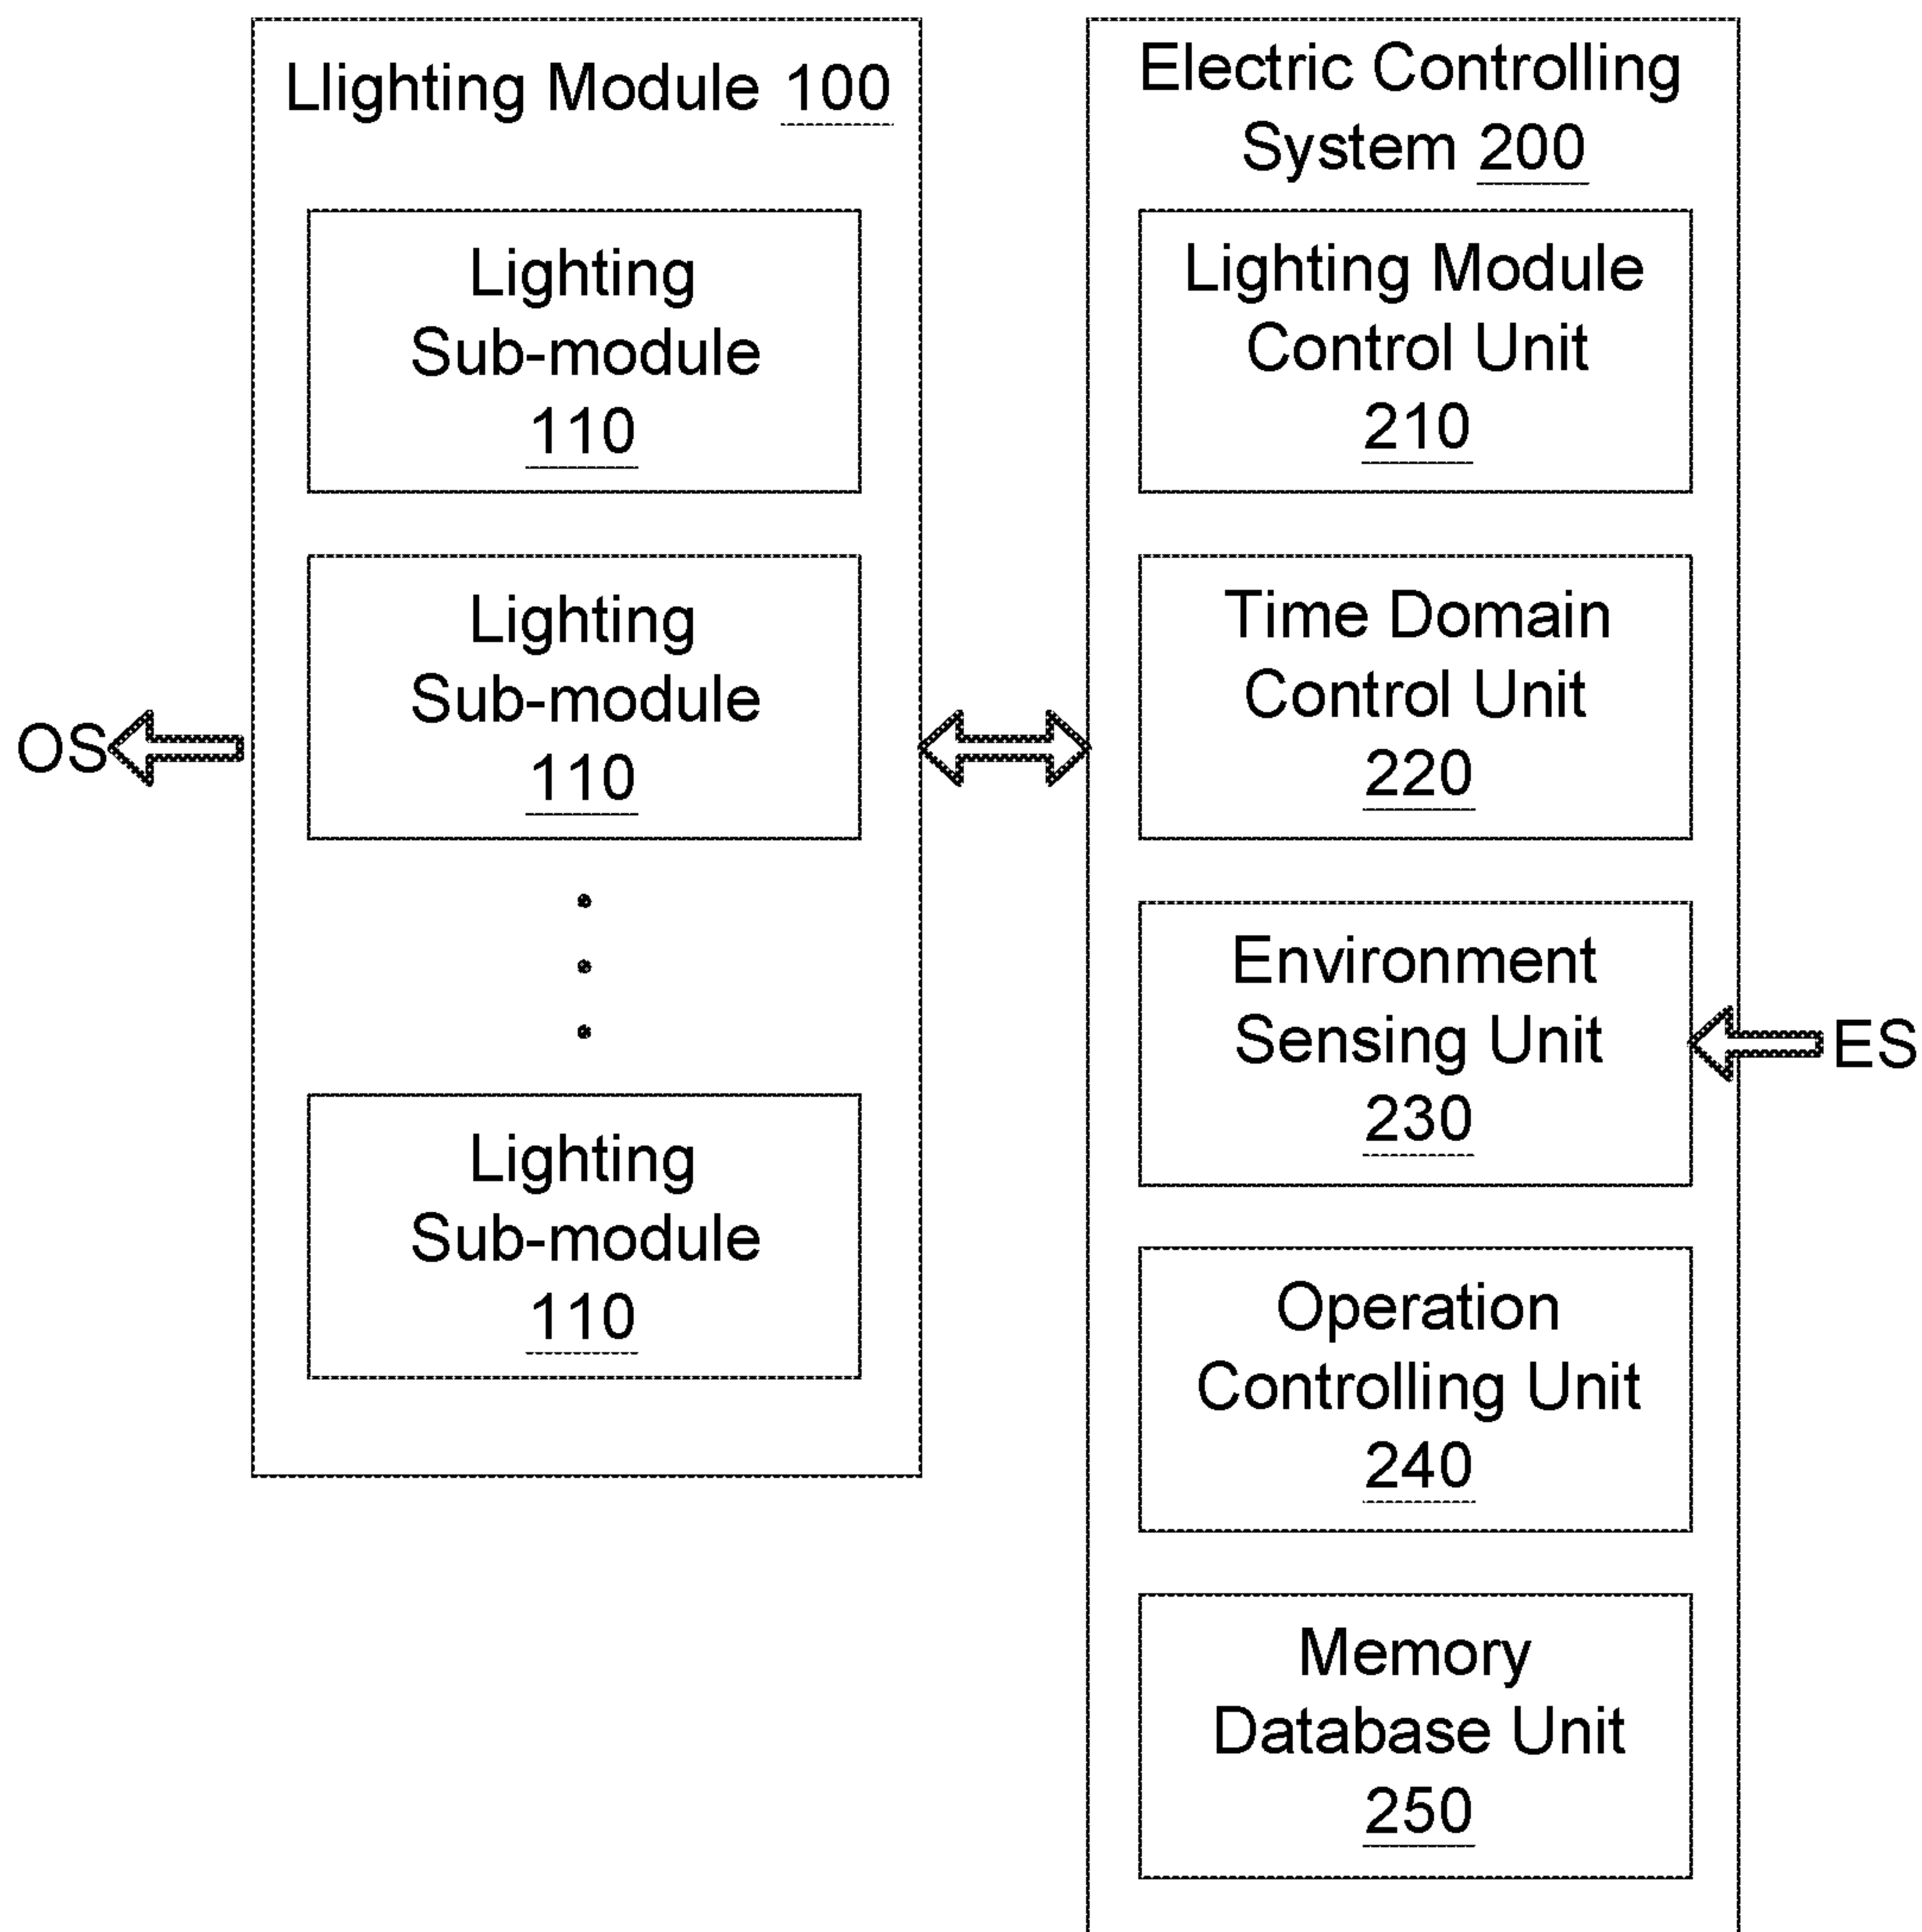 Llighting Module 100
Lighting
Sub-module
110
Lighting
Sub-module
110
Lighting
Sub-module
110
OS
Electric Controlling
System 200
Lighting Module
Control Unit
210
Time Domain
Control Unit
220
Environment
Sensing Unit
230
ES
Operation
Controlling Unit
240
Memory
Database Unit
250